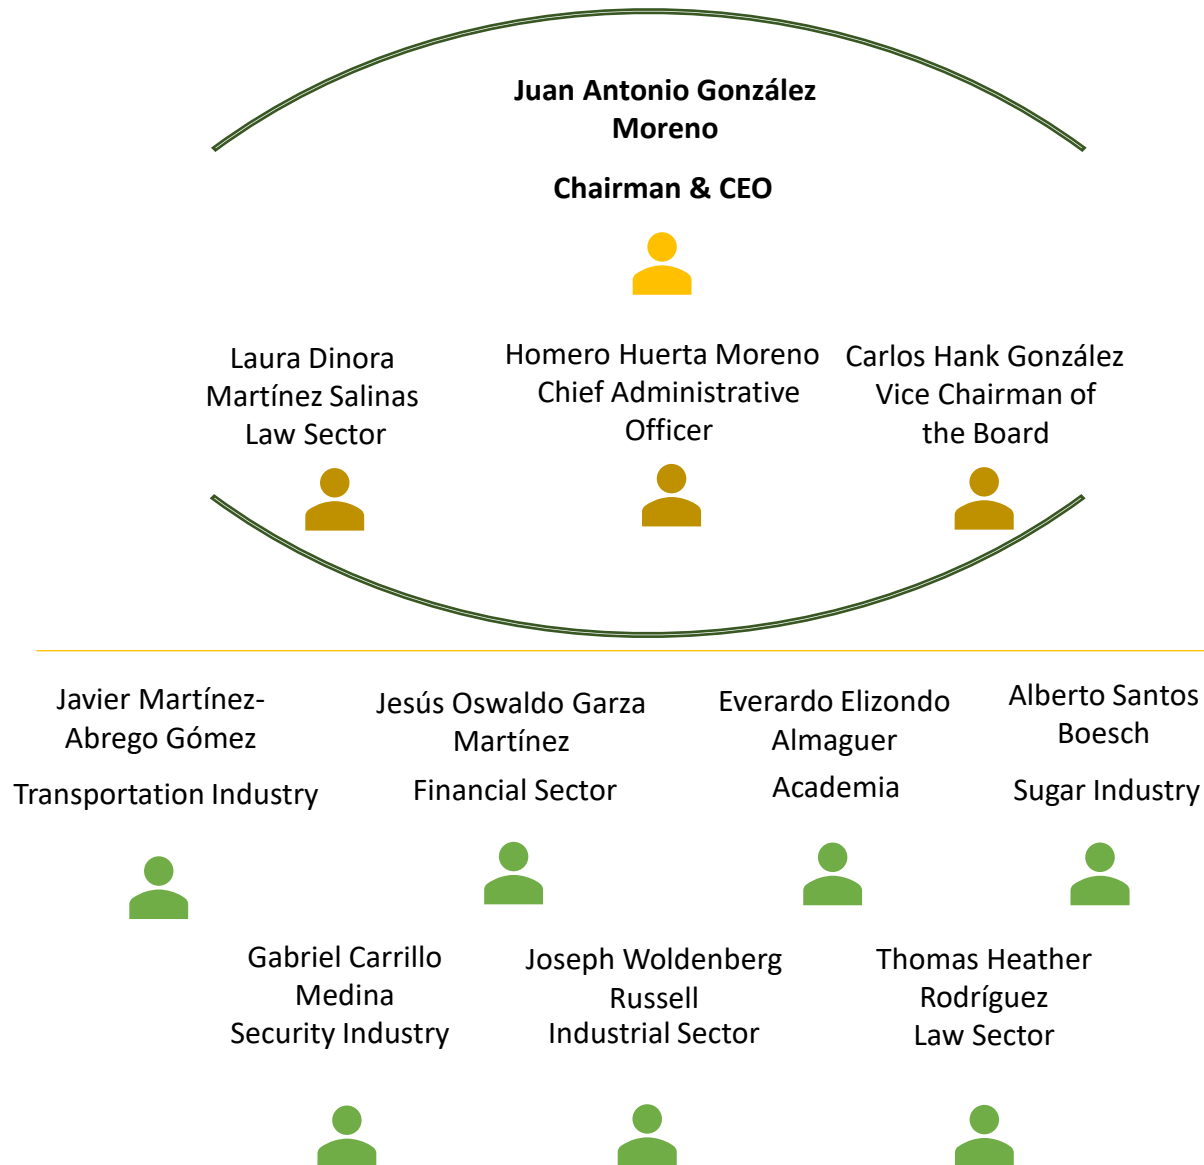 Juan Antonio González
Moreno
Chairman & CEO
Laura Dinora
Martínez Salinas
Law Sector
Homero Huerta Moreno
Chief Administrative
Officer
Carlos Hank González
Vice Chairman of
the Board
Javier Martínez-
Abrego Gómez
Transportation Industry
Jesús Oswaldo Garza
Martínez
Financial Sector
Everardo Elizondo
Almaguer
Academia
Alberto Santos
Boesch
Sugar Industry
Gabriel Carrillo
Medina
Security Industry
Joseph Woldenberg
Russell
Industrial Sector
Thomas Heather
Rodríguez
Law Sector